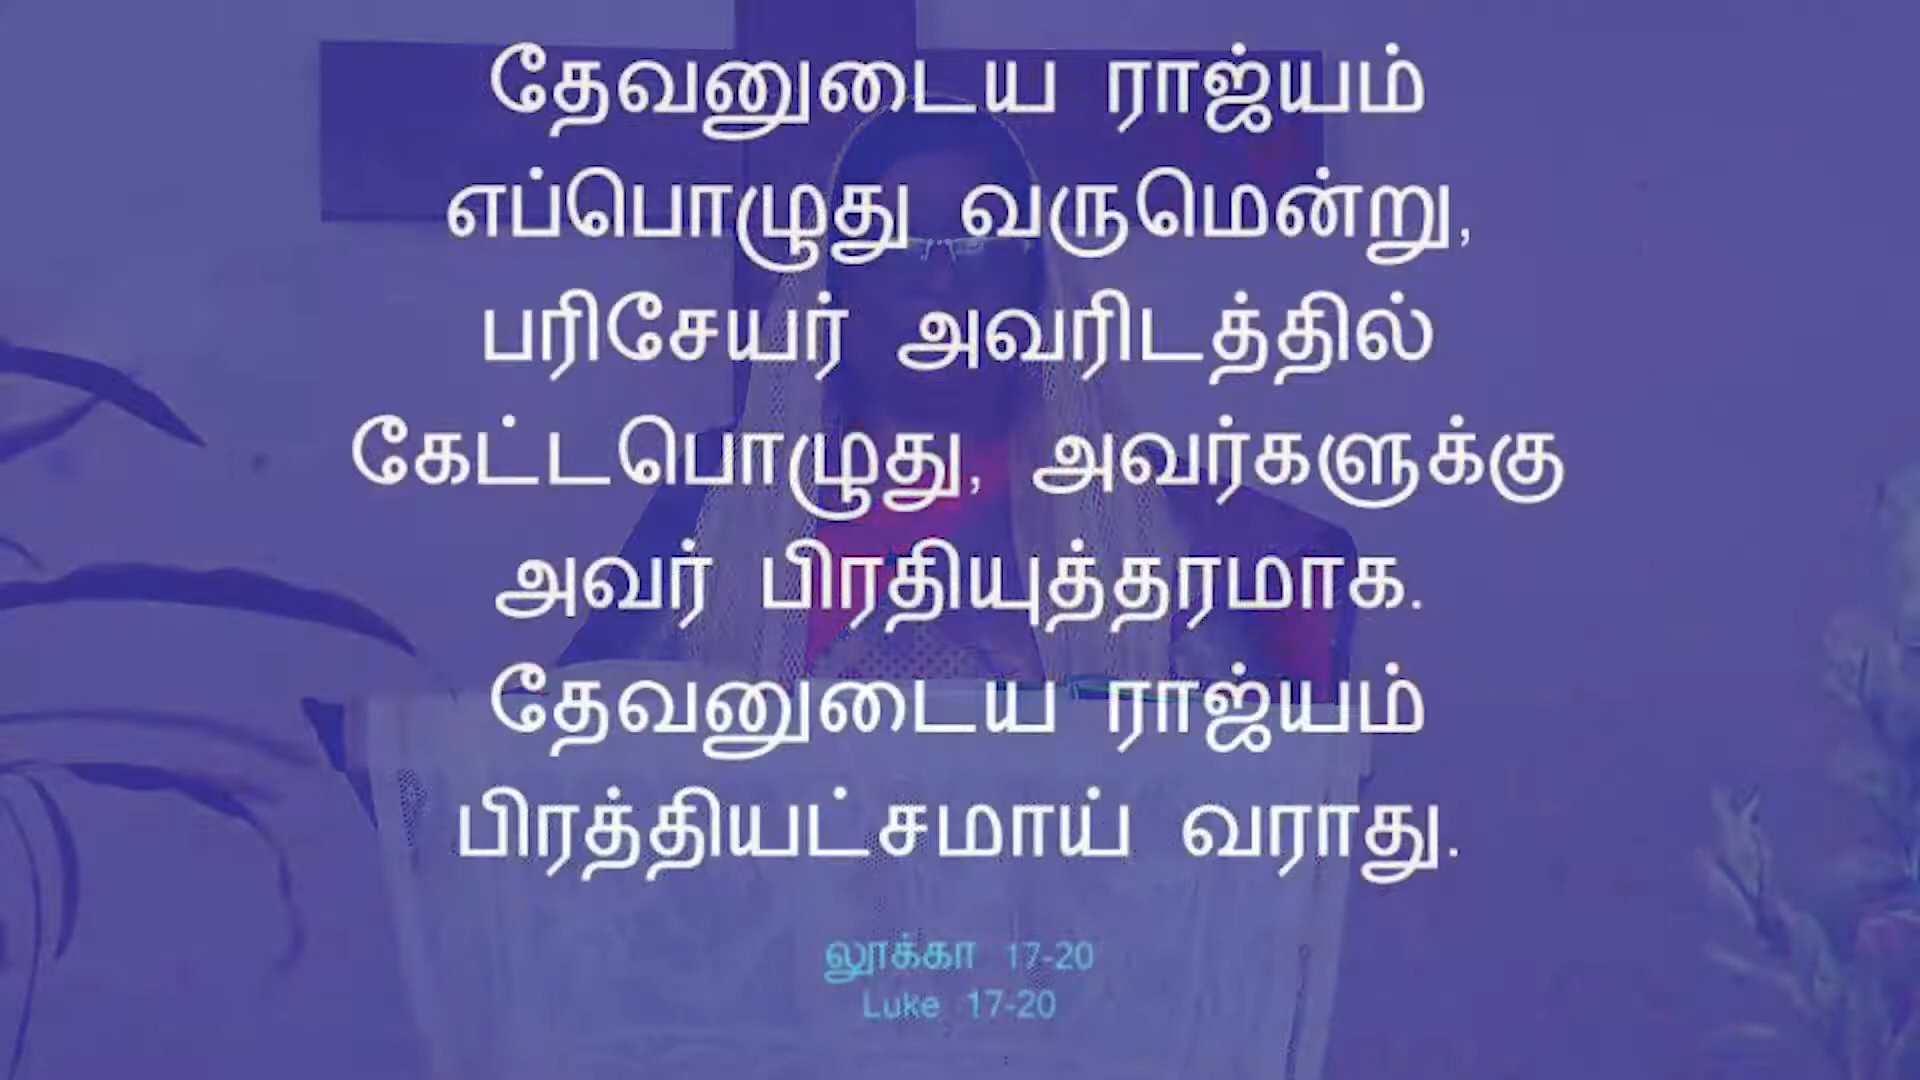 தேவனுடைய ராஜ்யம்
எப்பொழுது வருமென்று,
பரிசேயர் அவரிடத்தில்
கேட்டபொழுது, அவர்களுக்கு
அவர் பிரதியுத்தரமாக.
தேவனுடைய ராஜ்யம்
பிரத்தியட்சமாய் வராது.
லூக்கா 17-20
Luke 17-20